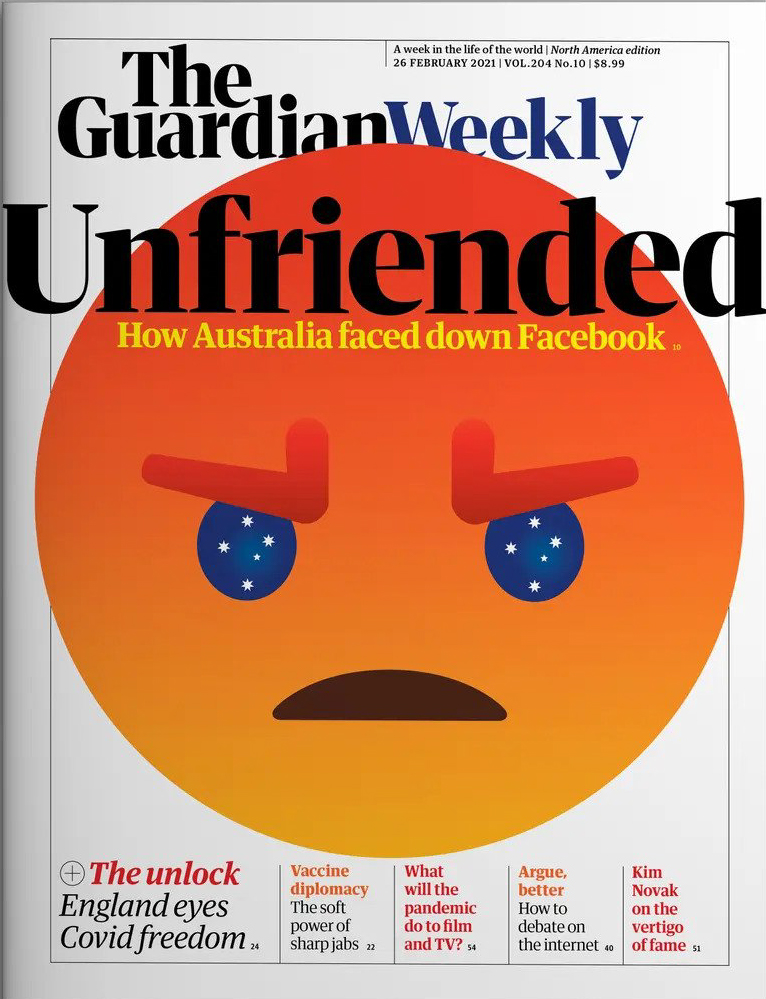 A week in the life of the world | North America edition
26 FEBRUARY 2021 | VOL.204 No.10 | $8.99
The
GuardianWeekly
Unfriended
How Australia faced down Facebook 10
The unlock
England eyes
Covid freedom 24
Vaccine
diplomacy
The soft
power of
sharp jabs 22
What
will the
pandemic
do to film
and TV? 54
Argue,
better
How to
debate on
the internet 40
Kim
Novak
on the
vertigo
of fame 51